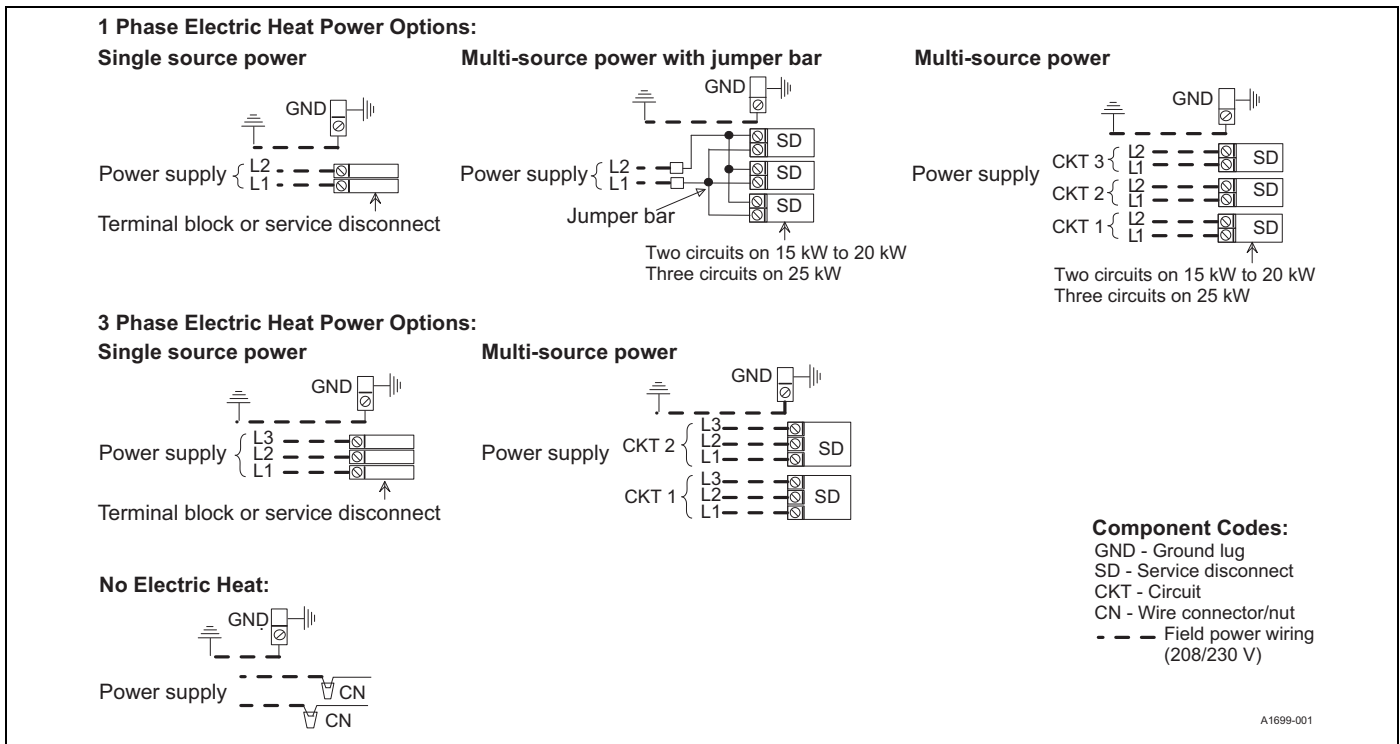 1 Phase Electric Heat Power Options:
Single source power
GND
Power supply { L2
L1
Terminal block or service disconnect
Multi-source power with jumper bar
GND
SD
Power supply { L2
L1
SD
Jumper bar
SD
Two circuits on 15 kW to 20 kW
Three circuits on 25 kW
Multi-source power
GND
Power supply
CKT 3 { L2
L1
SD
CKT 2 { L2
L1
SD
CKT 1 { L2
L1
SD
Two circuits on 15 kW to 20 kW
Three circuits on 25 kW
3 Phase Electric Heat Power Options:
Single source power
GND
Power supply { L3
L2
L1
Terminal block or service disconnect
Multi-source power
GND
Power supply
CKT 2 { L3
L2
L1
SD
CKT 1 { L3
L2
L1
SD
No Electric Heat:
GND
Power supply
CN
CN
Component Codes:
GND - Ground lug
SD - Service disconnect
CKT - Circuit
CN - Wire connector/nut
Field power wiring
(208/230 V)
A1699-001